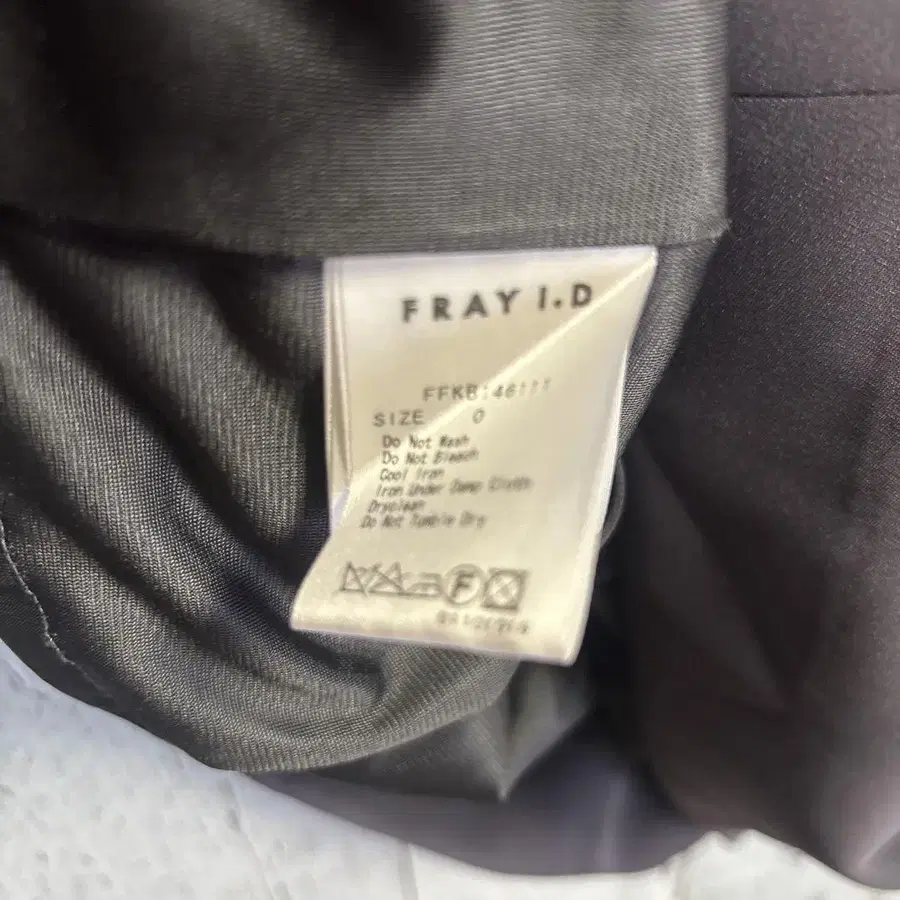 FRAY I.D
SIZE 0
Do Not Wash
Do Not Bleach
Cool Iron
Iron Under Damp Cloth
Dryclean
Do Not Tumble Dry
F